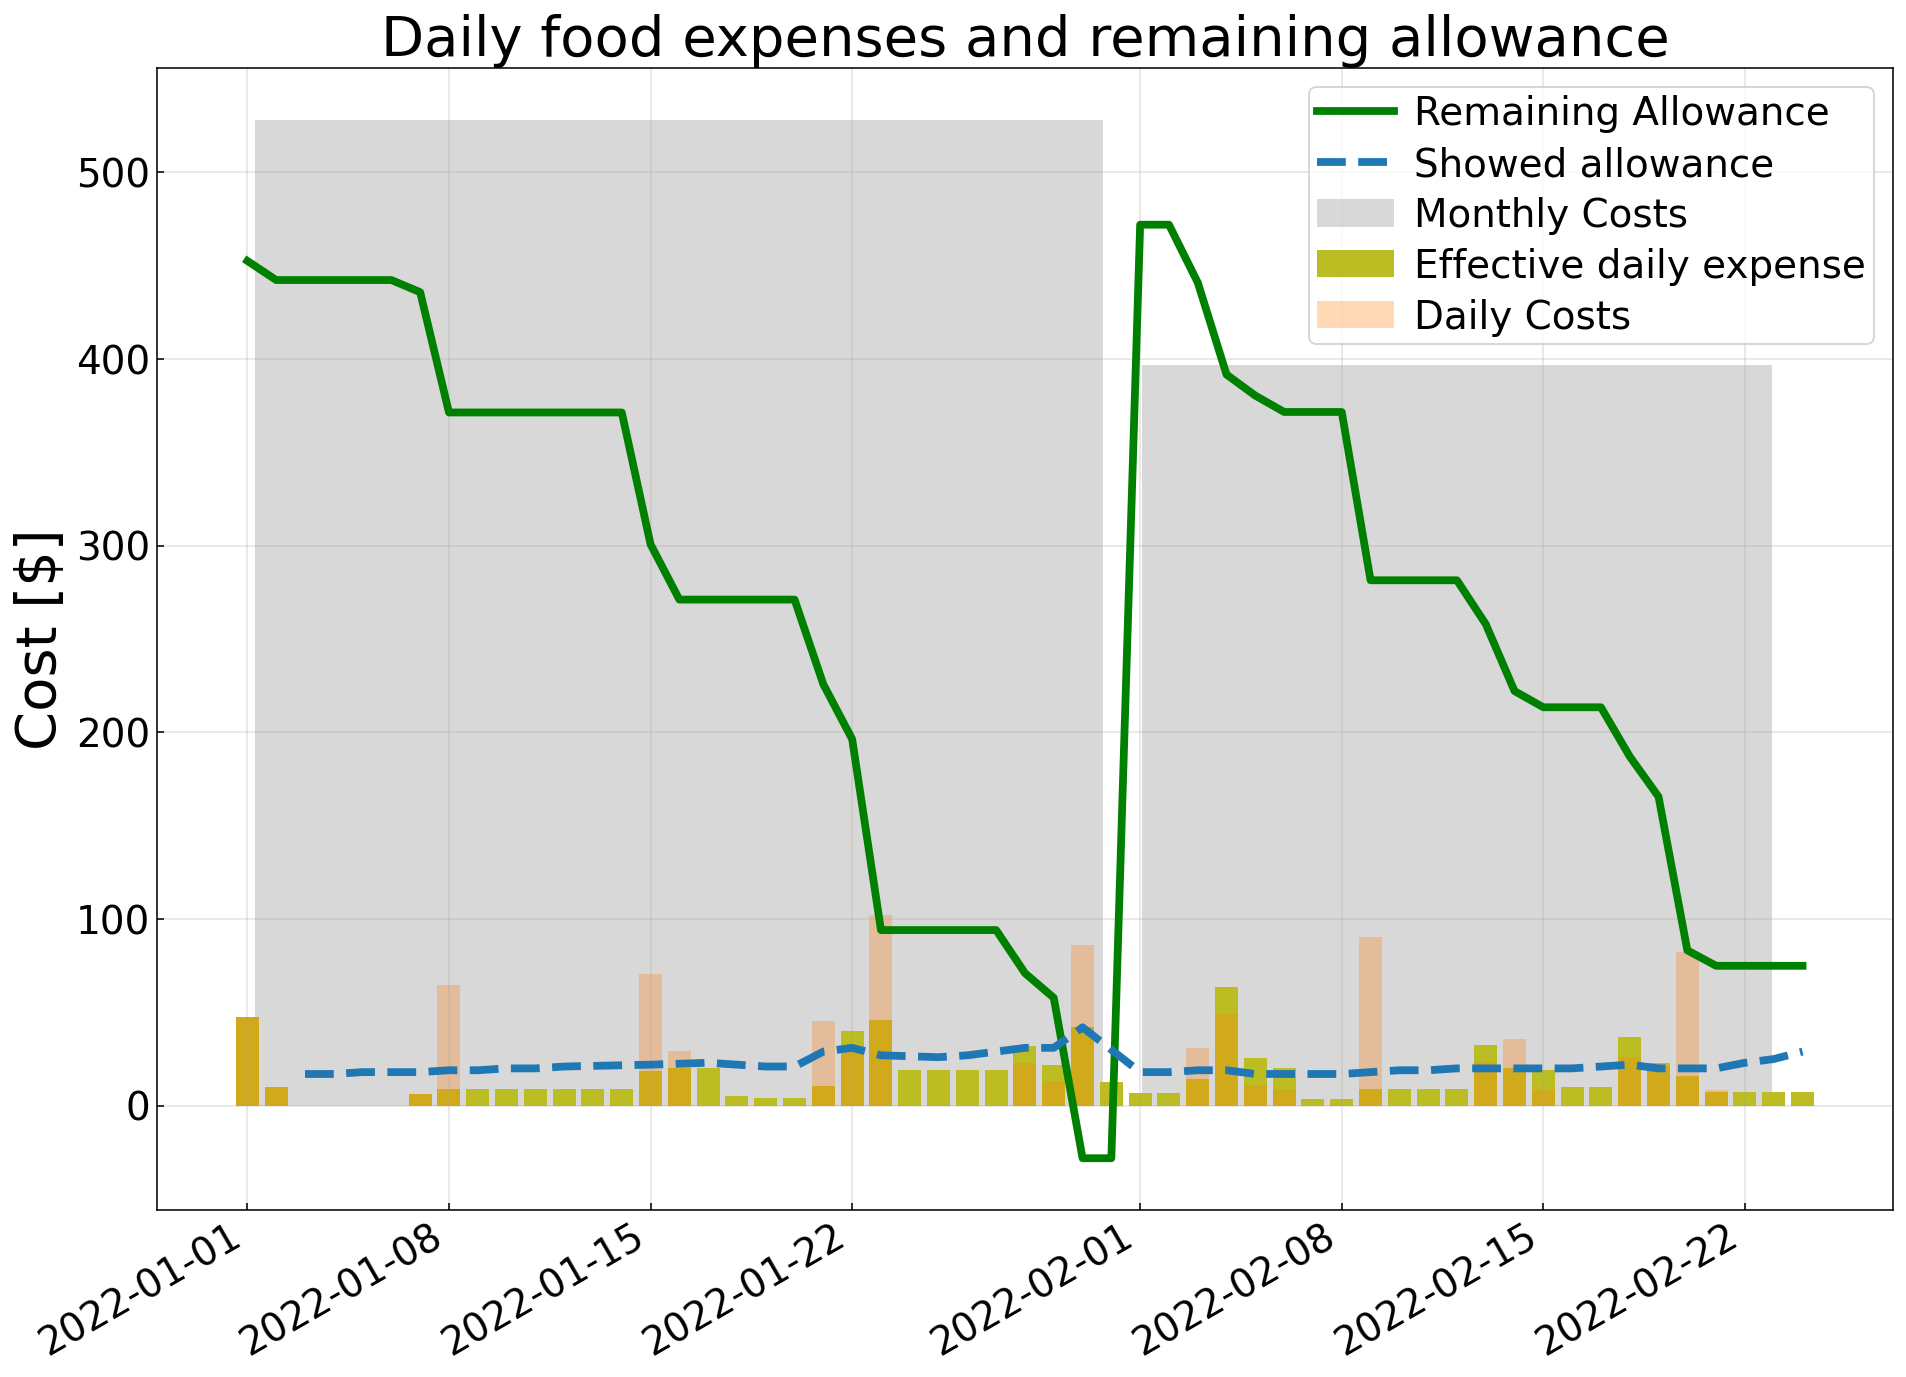 Daily food expenses and remaining allowance
Remaining Allowance
Showed allowance
Monthly Costs
Effective daily expense
Daily Costs
Cost [$]
500
400
300
200
100
0
2022-01-01
2022-01-08
2022-01-15
2022-01-22
2022-02-01
2022-02-08
2022-02-15
2022-02-22